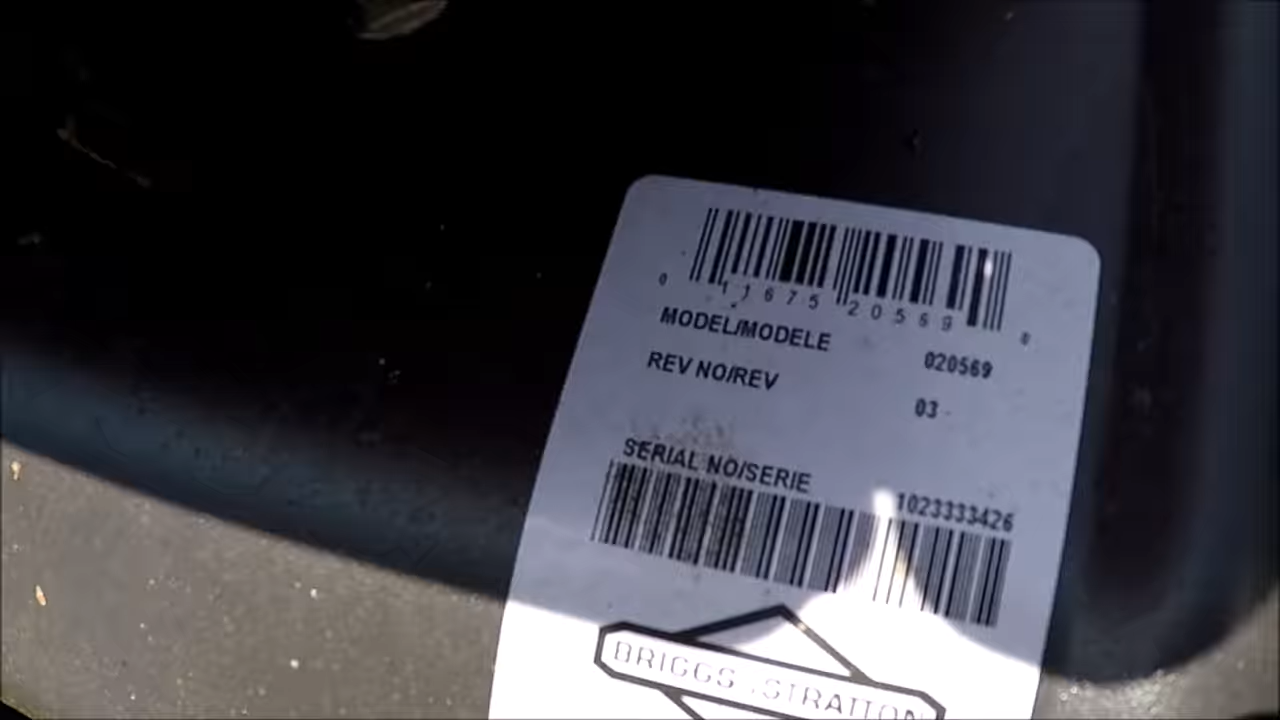 0 11675 20569 0
MODEL/MODELE 020569
REV NO/REV 03
SERIAL NO/SERIE 1023333426
BRIGGS STRATTON